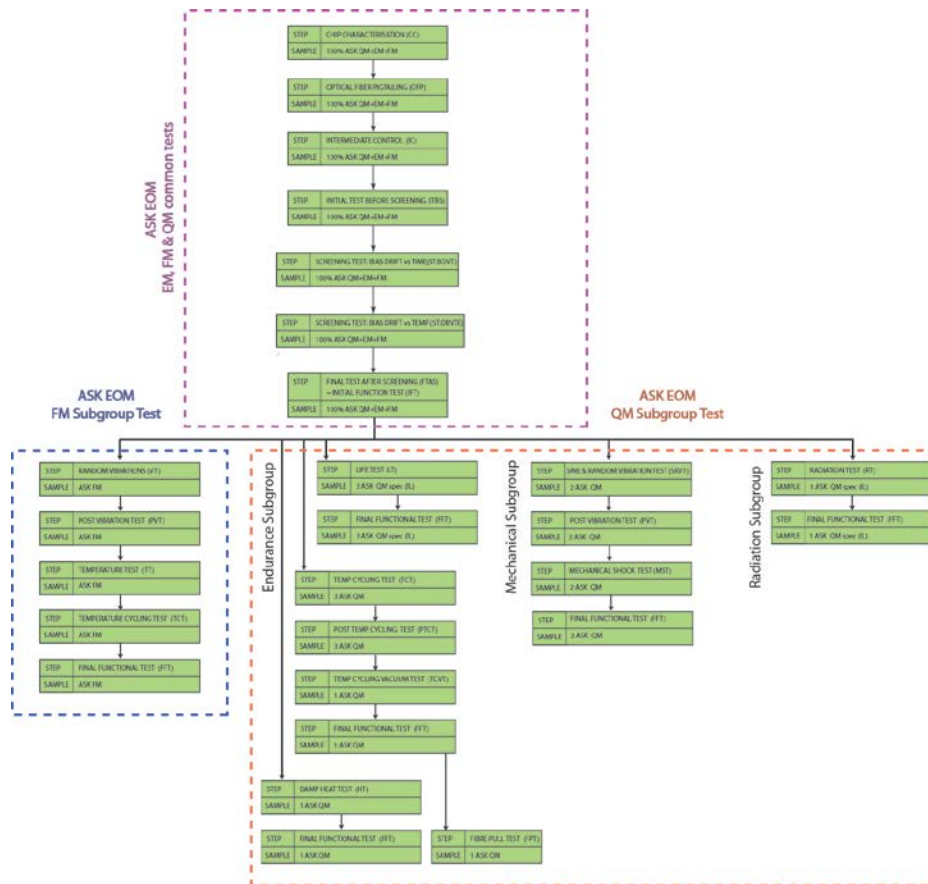 STEP CHIP CHARACTERISATION (CC)
SAMPLE 100% ASK QM+EM+FM
STEP OPTICAL FIBER PIGTAILING (OFP)
SAMPLE 100% ASK QM+EM+FM
STEP INTERMEDIATE CONTROL (IC)
SAMPLE 100% ASK QM+EM+FM
STEP INITIAL TEST BEFORE SCREENING (ITBS)
SAMPLE 100% ASK QM+EM+FM
STEP SCREENING TEST: BIAS DRIFT vs TIME(ST:BDVT)
SAMPLE 100% ASK QM+EM+FM
STEP SCREENING TEST: BIAS DRIFT vs TEMP (ST:DBVTE)
SAMPLE 100% ASK QM+EM+FM
STEP FINAL TEST AFTER SCREENING (FTAS)
= INITIAL FUNCTION TEST (IFT)
SAMPLE 100% ASK QM+EM+FM
ASK EOM
EM, FM & QM common tests
ASK EOM
FM Subgroup Test
STEP RANDOM VIBRATIONS (VT)
SAMPLE ASK FM
STEP POST VIBRATION TEST (PVT)
SAMPLE ASK FM
STEP TEMPERATURE TEST (TT)
SAMPLE ASK FM
STEP TEMPERATURE CYCLING TEST (TCT)
SAMPLE ASK FM
STEP FINAL FUNCTIONAL TEST (FFT)
SAMPLE ASK FM
ASK EOM
QM Subgroup Test
Endurance Subgroup
STEP LIFE TEST (LT)
SAMPLE 3 ASK QM spec (IL)
STEP FINAL FUNCTIONAL TEST (FFT)
SAMPLE 3 ASK QM spec (IL)
STEP TEMP CYCLING TEST (TCT)
SAMPLE 3 ASK QM
STEP POST TEMP CYCLING TEST (PTCT)
SAMPLE 3 ASK QM
STEP TEMP CYCLING VACUUM TEST (TCVT)
SAMPLE 1 ASK QM
STEP FINAL FUNCTIONAL TEST (FFT)
SAMPLE 1 ASK QM
STEP DAMP HEAT TEST (HT)
SAMPLE 1 ASK QM
STEP FINAL FUNCTIONAL TEST (FFT)
SAMPLE 1 ASK QM
STEP FIBRE PULL TEST (FPT)
SAMPLE 1 ASK QM
Mechanical Subgroup
STEP SINE & RANDOM VIBRATION TEST (SRVT)
SAMPLE 2 ASK QM
STEP POST VIBRATION TEST (PVT)
SAMPLE 2 ASK QM
STEP MECHANICAL SHOCK TEST (MST)
SAMPLE 2 ASK QM
STEP FINAL FUNCTIONAL TEST (FFT)
SAMPLE 2 ASK QM
Radiation Subgroup
STEP RADIATION TEST (RT)
SAMPLE 1 ASK QM spec (IL)
STEP FINAL FUNCTIONAL TEST (FFT)
SAMPLE 1 ASK QM spec (IL)